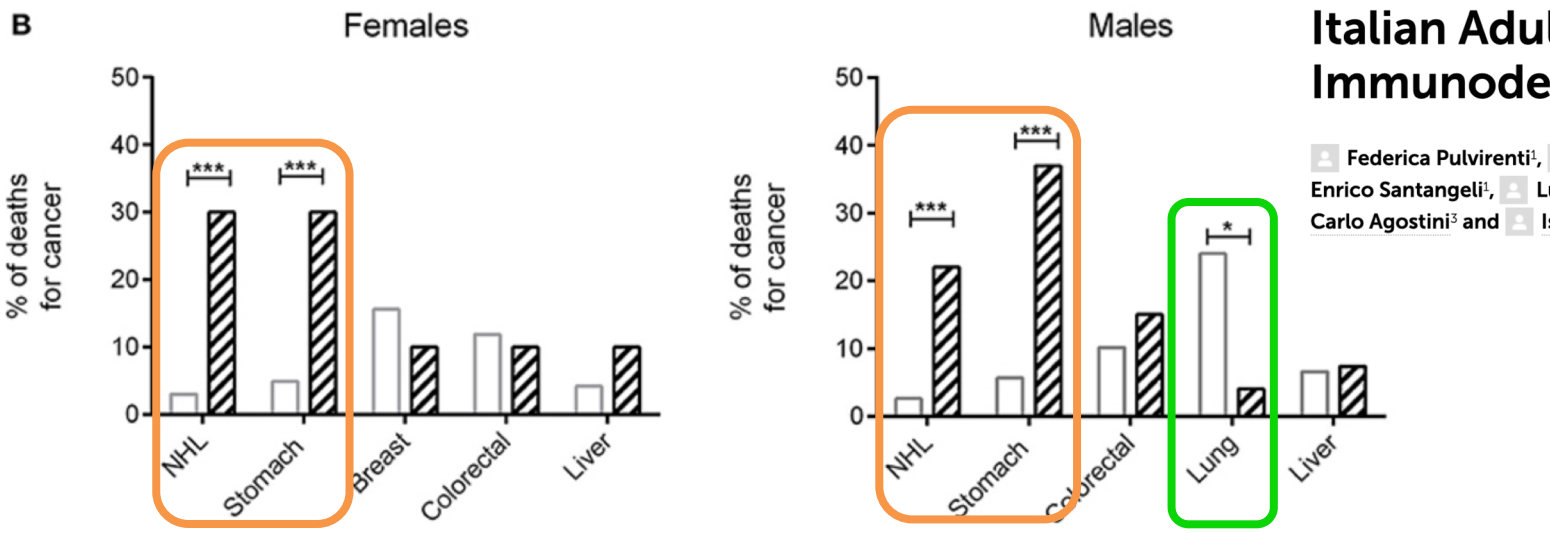 B
Females
% of deaths
for cancer
50
40
30
20
10
0
***
***
NHL
Stomach
Breast
Colorectal
Liver
Males
% of deaths
for cancer
50
40
30
20
10
0
***
***
*
NHL
Stomach
Colorectal
Lung
Liver
Italian Adul
Immunode
Federica Pulvirenti¹,
Enrico Santangeli¹,
Carlo Agostini³ and